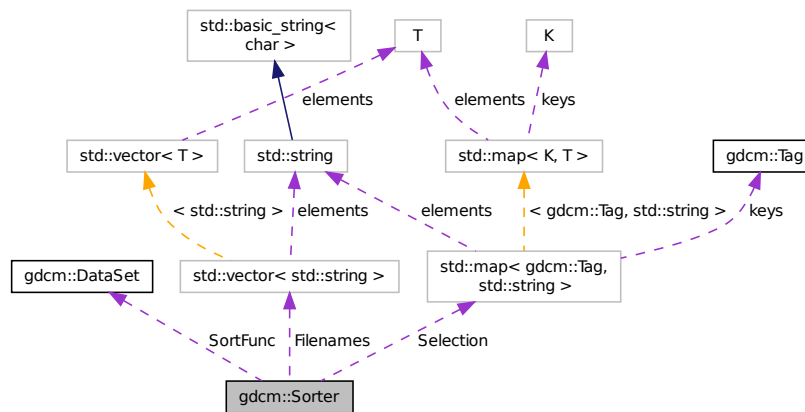 std::basic_string<
char >
T
K
elements
elements
keys
std::vector< T >
std::string
std::map< K, T >
gdcm::Tag
< std::string >
elements
elements
< gdcm::Tag, std::string >
keys
gdcm::DataSet
std::vector< std::string >
std::map< gdcm::Tag,
std::string >
SortFunc
Filenames
Selection
gdcm::Sorter